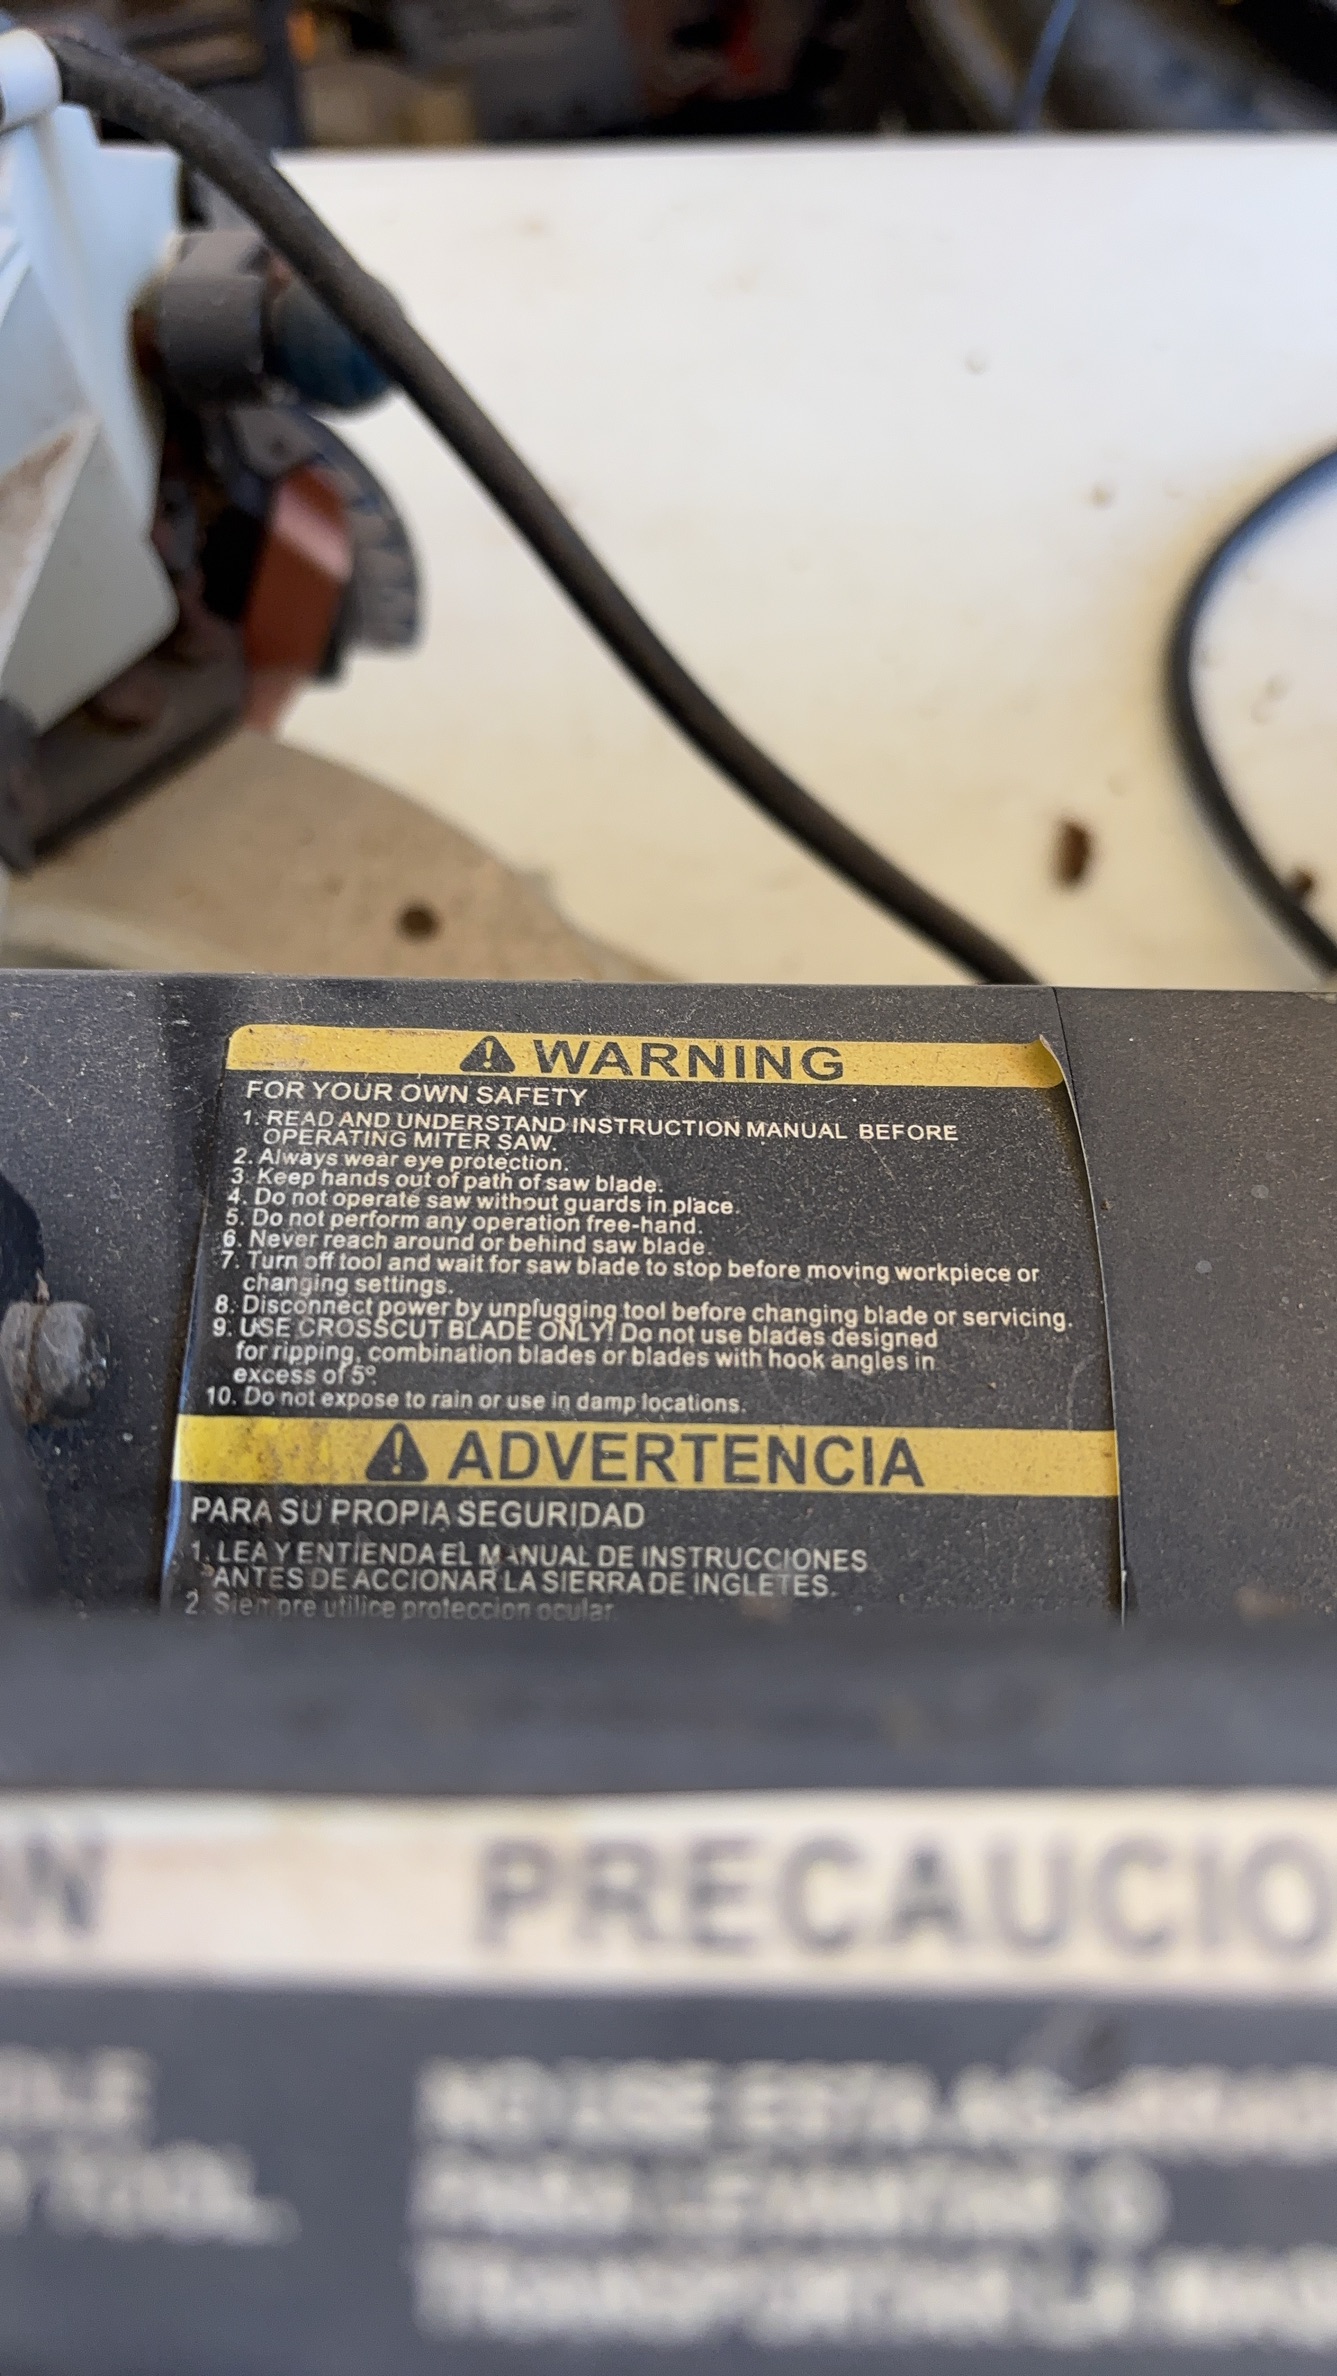 WARNING
FOR YOUR OWN SAFETY
1. READ AND UNDERSTAND INSTRUCTION MANUAL BEFORE
OPERATING MITER SAW.
2. Always wear eye protection.
3. Keep hands out of path of saw blade.
4. Do not operate saw without guards in place.
5. Do not perform any operation free-hand.
6. Never reach around or behind saw blade.
7. Turn off tool and wait for saw blade to stop before moving workpiece or
changing settings.
8. Disconnect power by unplugging tool before changing blade or servicing.
9. USE CROSSCUT BLADE ONLY! Do not use blades designed
for ripping, combination blades or blades with hook angles in
excess of 5º.
10. Do not expose to rain or use in damp locations.
ADVERTENCIA
PARA SU PROPIA SEGURIDAD
1. LEA Y ENTIENDA EL MANUAL DE INSTRUCCIONES
ANTES DE ACCIONAR LA SIERRA DE INGLETES.
2. Siempre utilice proteccion ocular.
PRECAUCIO
NO USE ESTA
PARA LEVANTAR O